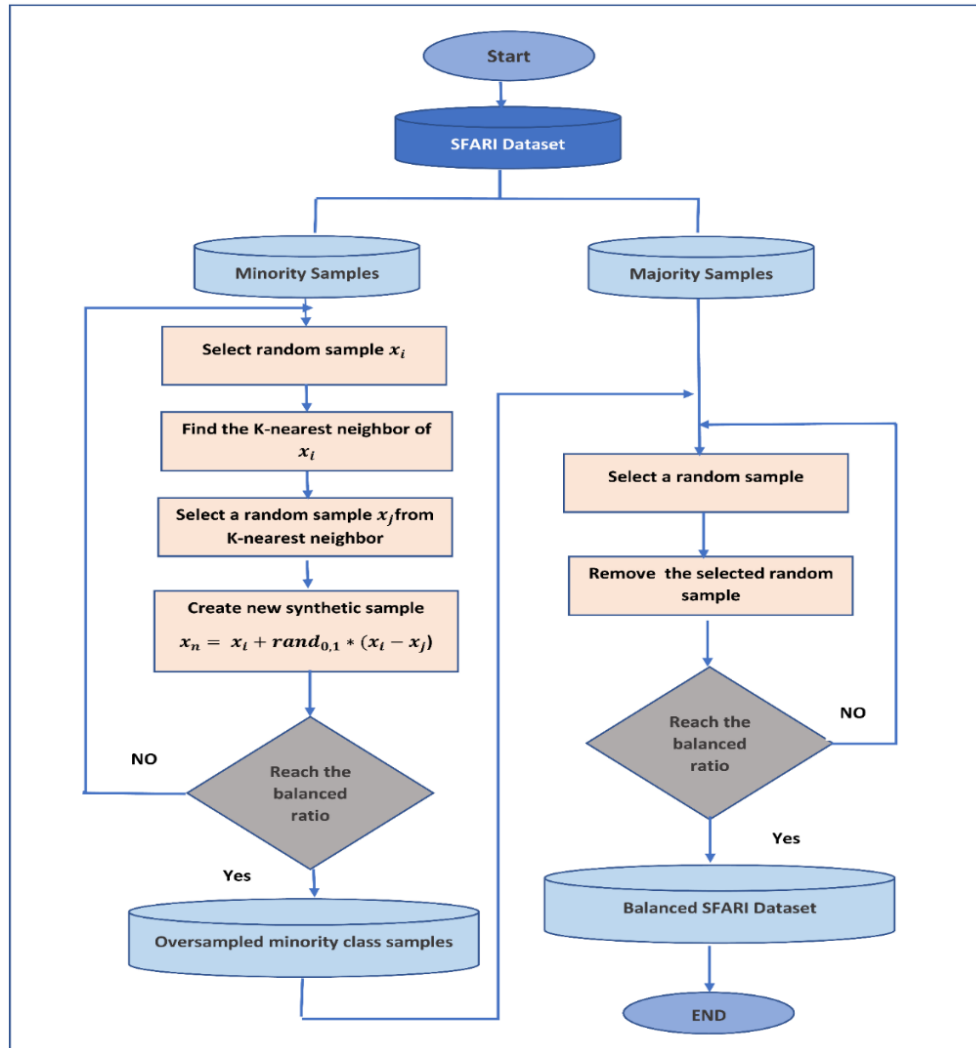 Start
SFARI Dataset
Minority Samples
Majority Samples
Select random sample x_i
Find the K-nearest neighbor of
x_i
Select a random sample x_j from
K-nearest neighbor
Create new synthetic sample
x_n = x_i + rand_{0,1} * (x_i − x_j)
Reach the
balanced
ratio
NO
Yes
Oversampled minority class samples
Select a random sample
Remove the selected random
sample
Reach the
balanced
ratio
NO
Yes
Balanced SFARI Dataset
END